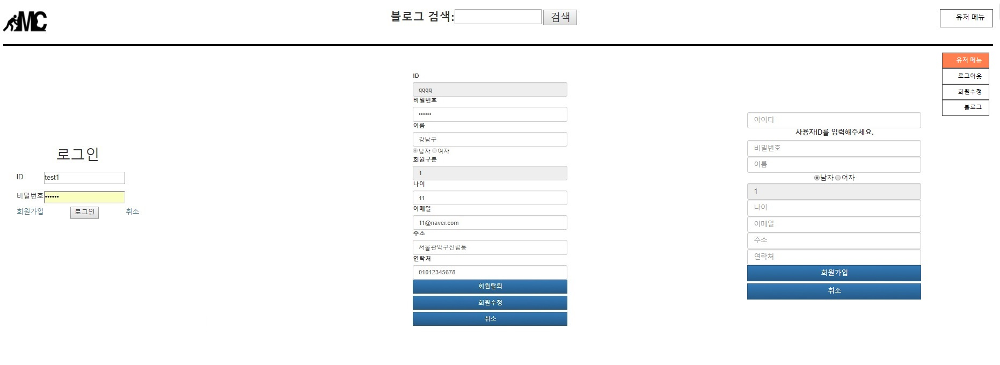 MC
블로그 검색: 검색
유저 메뉴
유저 메뉴
로그아웃
회원수정
블로그
로그인
ID test1
비밀번호 ••••••
회원가입 로그인 취소
ID
qqqq
비밀번호
••••••
이름
강남구
남자 여자
회원구분
1
나이
11
이메일
11@naver.com
주소
서울관악구신림동
연락처
01012345678
회원탈퇴
회원수정
취소
아이디
사용자ID를 입력해주세요.
비밀번호
이름
남자 여자
1
나이
이메일
주소
연락처
회원가입
취소